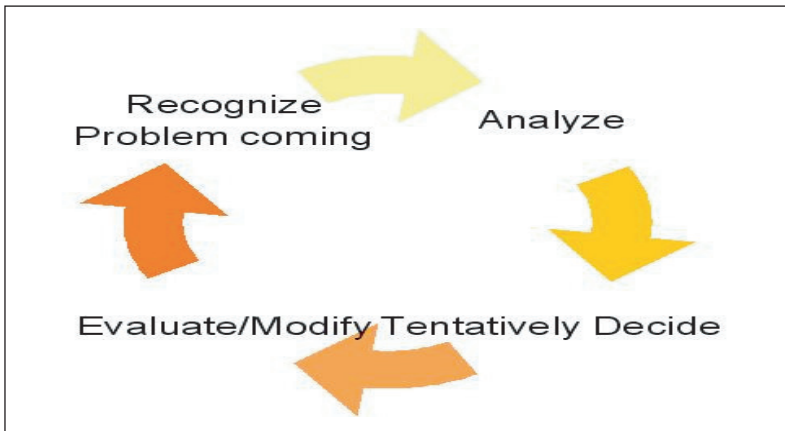 Recognize
Problem coming
Analyze
Evaluate/Modify Tentatively Decide